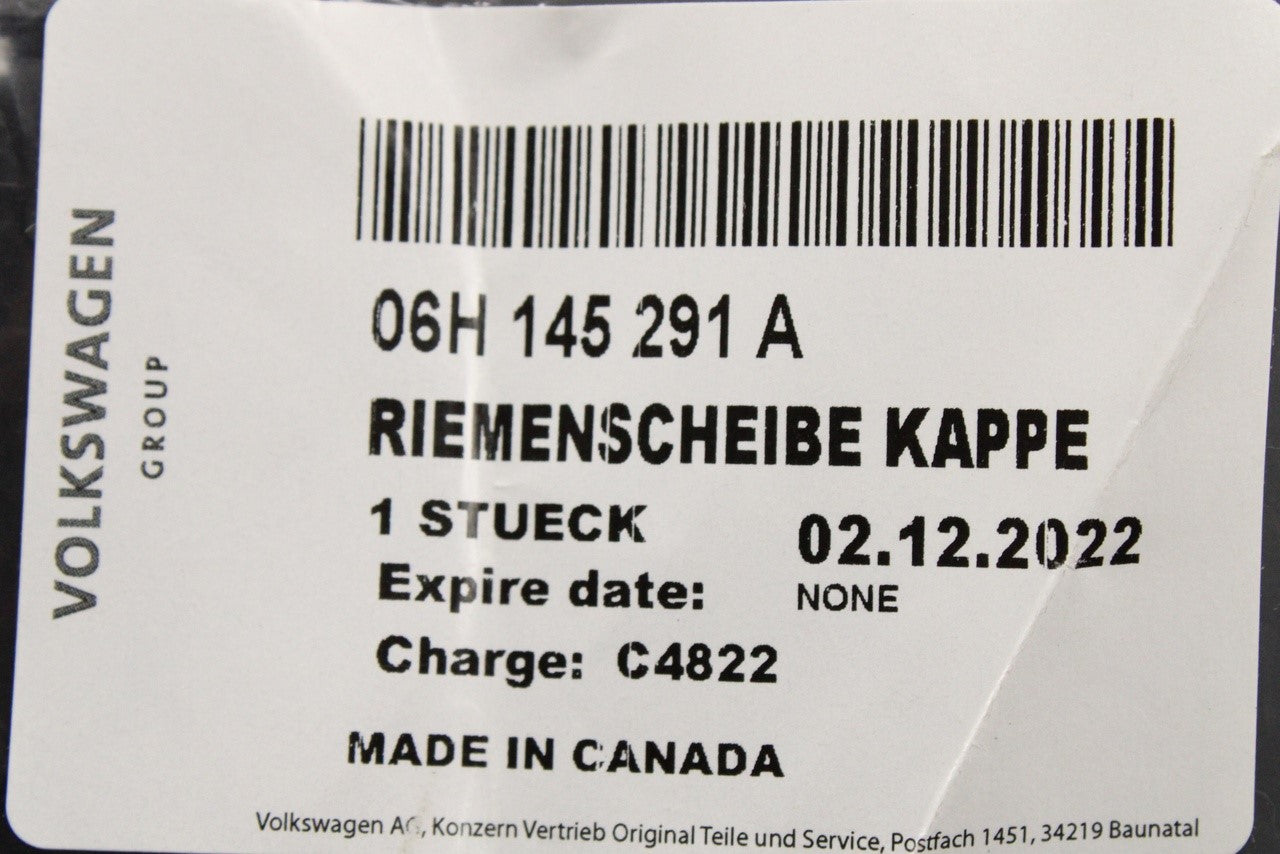 VOLKSWAGEN
GROUP
06H 145 291 A
RIEMENSCHEIBE KAPPE
1 STUECK 02.12.2022
Expire date: NONE
Charge: C4822
MADE IN CANADA
Volkswagen AG, Konzern Vertrieb Original Teile und Service, Postfach 1451, 34219 Baunatal